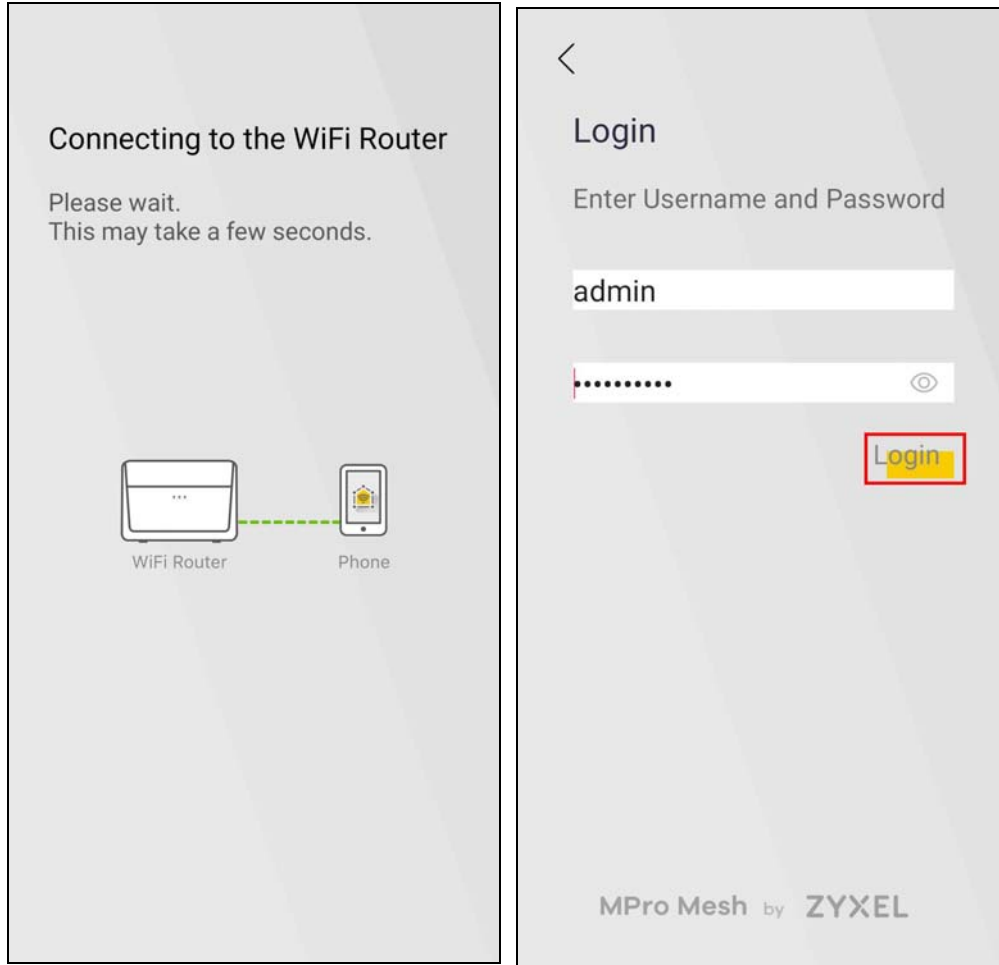 Connecting to the WiFi Router
Please wait.
This may take a few seconds.
WiFi Router
Phone
Login
Enter Username and Password
admin
••••••••••
Login
MPro Mesh by ZYXEL